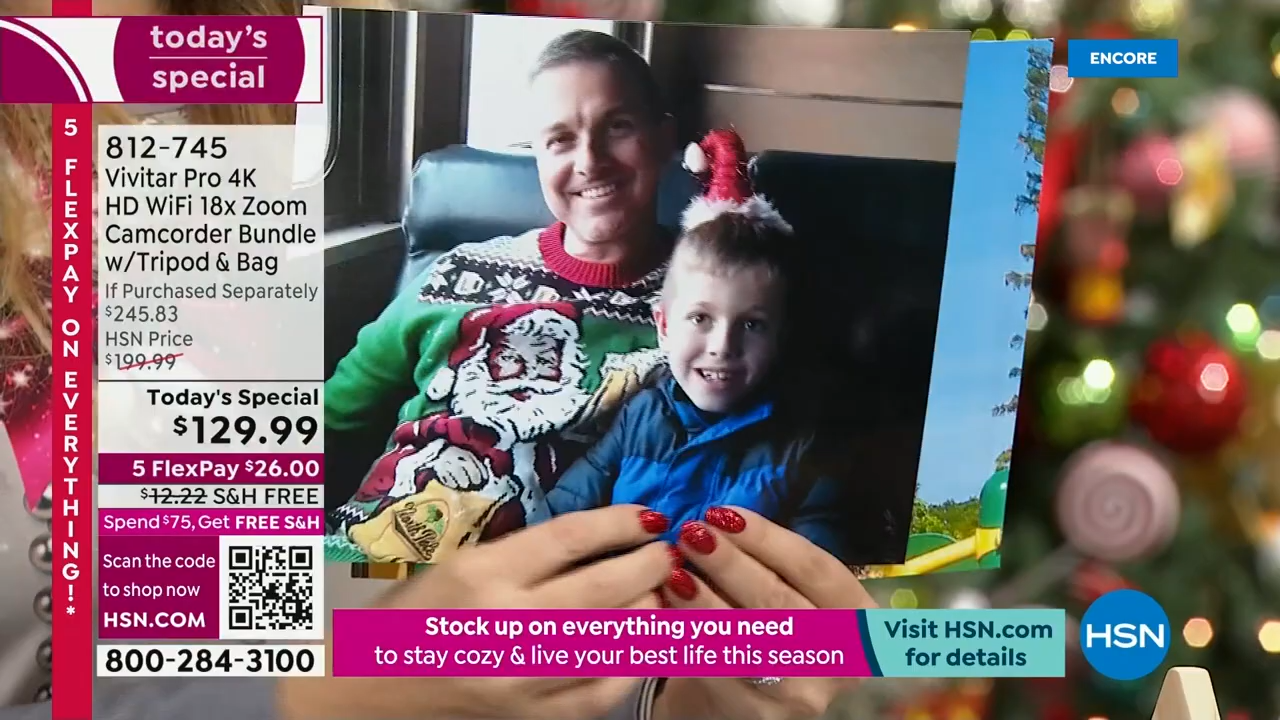 today's
special
ENCORE
5 FLEXPAY ON EVERYTHING!*
812-745
Vivitar Pro 4K
HD WiFi 18x Zoom
Camcorder Bundle
w/Tripod & Bag
If Purchased Separately
$245.83
HSN Price
$199.99
Today's Special
$129.99
5 FlexPay $26.00
$12.22 S&H FREE
Spend $75, Get FREE S&H
Scan the code
to shop now
HSN.COM
800-284-3100
North Pole
Stock up on everything you need
to stay cozy & live your best life this season
Visit HSN.com
for details
HSN